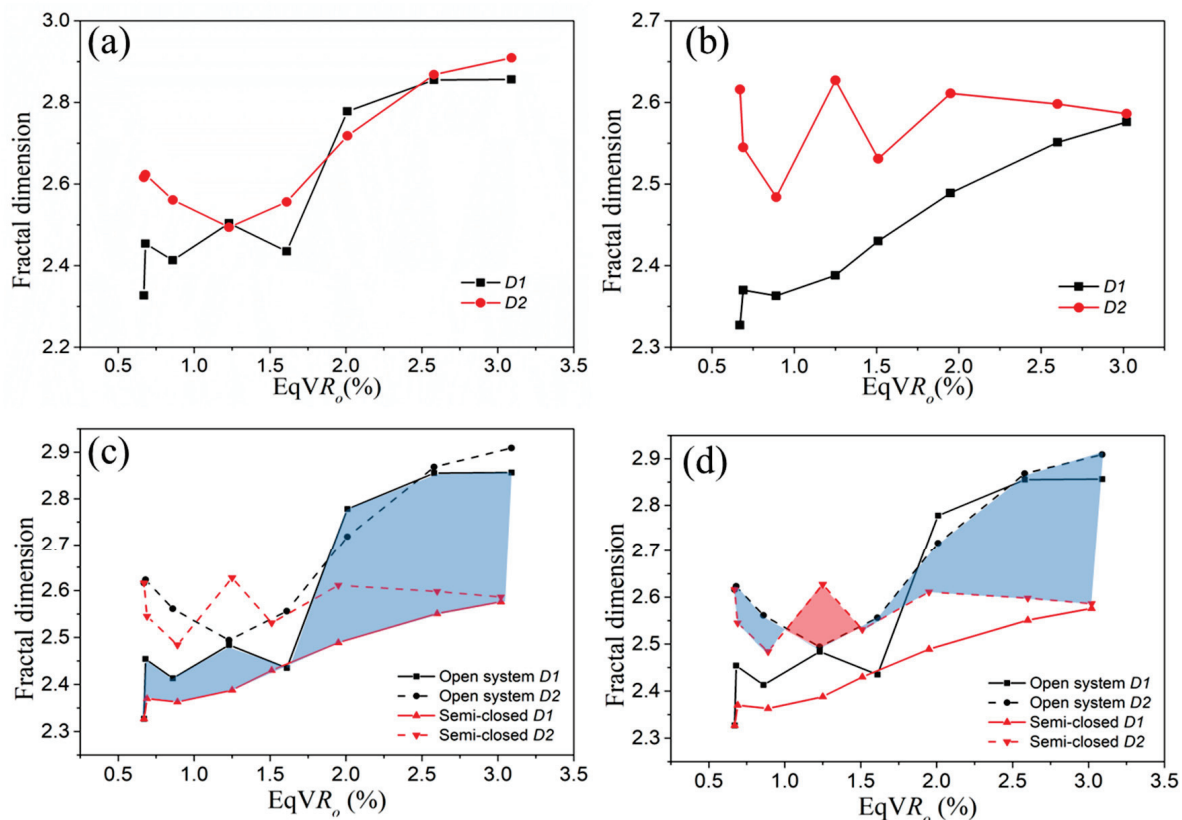 (a)
Fractal dimension
3.0
2.8
2.6
2.4
2.2
0.5 1.0 1.5 2.0 2.5 3.0 3.5
EqVRo(%)
D1
D2
(b)
Fractal dimension
2.7
2.6
2.5
2.4
2.3
0.5 1.0 1.5 2.0 2.5 3.0
EqVRo(%)
D1
D2
(c)
Fractal dimension
2.9
2.8
2.7
2.6
2.5
2.4
2.3
0.5 1.0 1.5 2.0 2.5 3.0 3.5
EqVRo(%)
Open system D1
Open system D2
Semi-closed D1
Semi-closed D2
(d)
Fractal dimension
2.9
2.8
2.7
2.6
2.5
2.4
2.3
0.5 1.0 1.5 2.0 2.5 3.0 3.5
EqVRo(%)
Open system D1
Open system D2
Semi-closed D1
Semi-closed D2